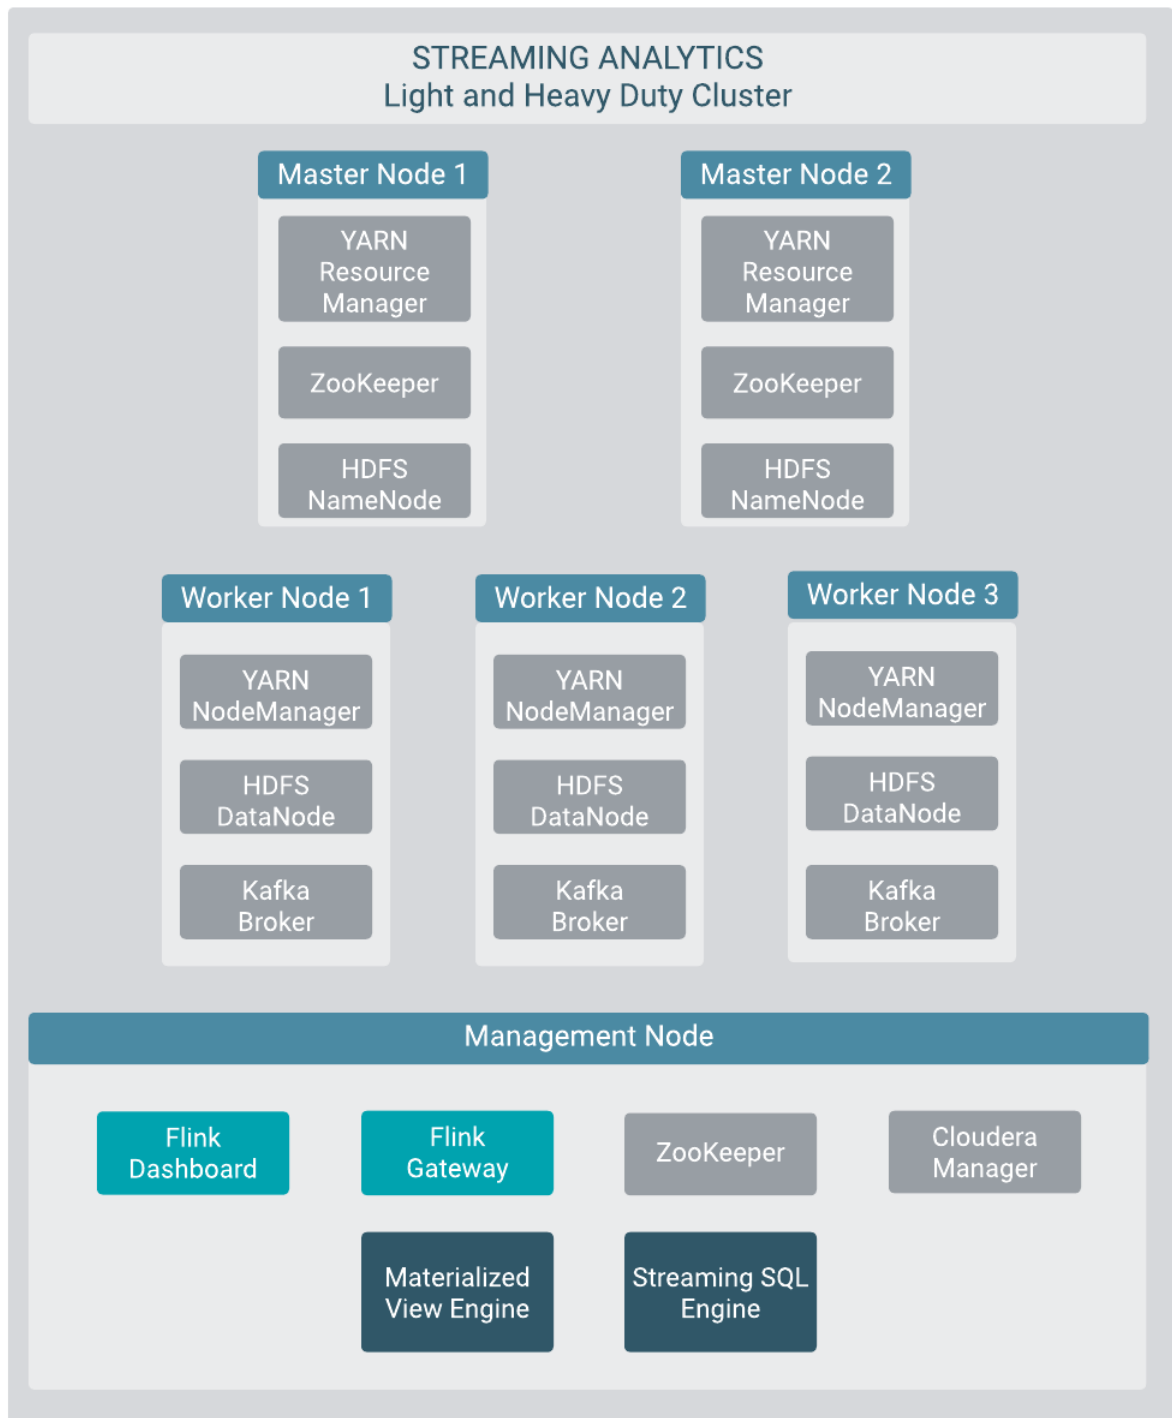 STREAMING ANALYTICS
Light and Heavy Duty Cluster
Master Node 1
YARN
Resource
Manager
ZooKeeper
HDFS
NameNode
Master Node 2
YARN
Resource
Manager
ZooKeeper
HDFS
NameNode
Worker Node 1
YARN
NodeManager
HDFS
DataNode
Kafka
Broker
Worker Node 2
YARN
NodeManager
HDFS
DataNode
Kafka
Broker
Worker Node 3
YARN
NodeManager
HDFS
DataNode
Kafka
Broker
Management Node
Flink
Dashboard
Flink
Gateway
ZooKeeper
Cloudera
Manager
Materialized
View Engine
Streaming SQL
Engine